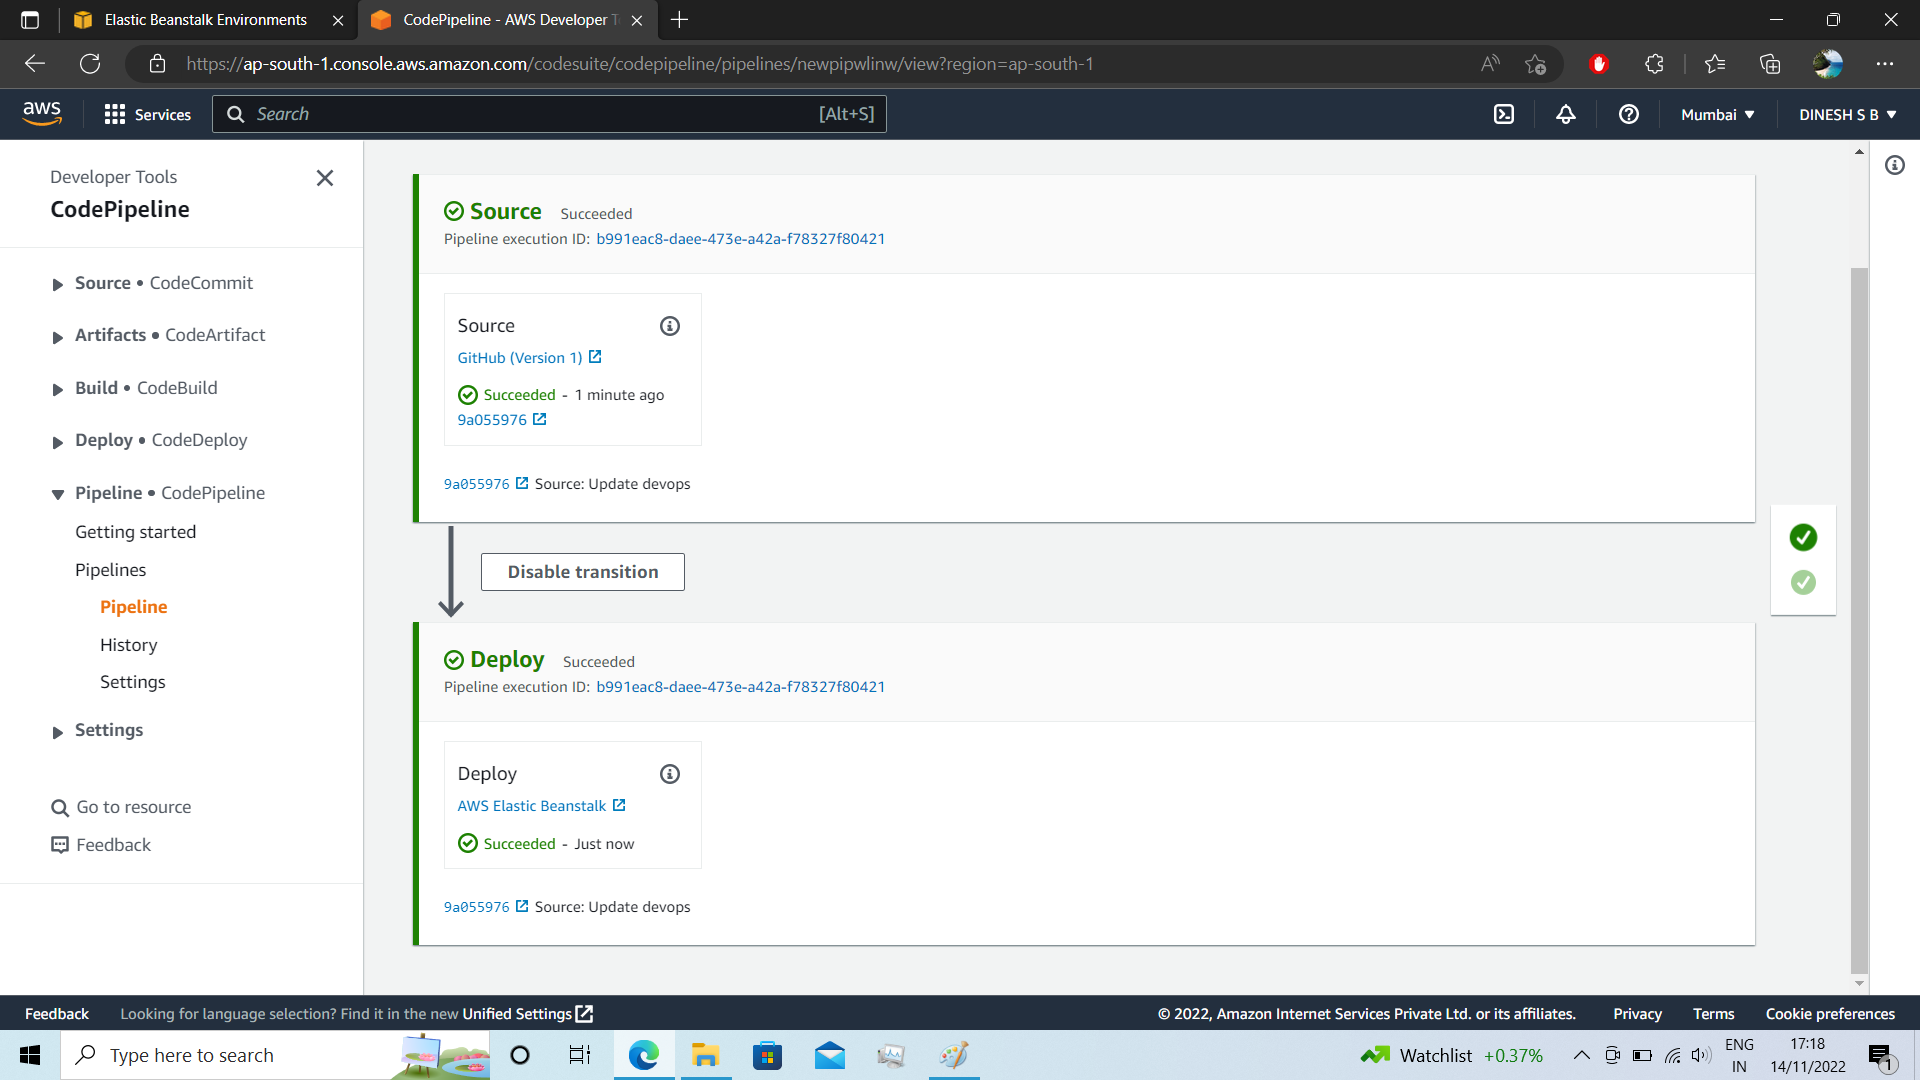 Elastic Beanstalk Environments
CodePipeline - AWS Developer T
https://ap-south-1.console.aws.amazon.com/codesuite/codepipeline/pipelines/newpipwlinw/view?region=ap-south-1
aws
Services
Search
[Alt+S]
Mumbai ▼
DINESH S B ▼
Developer Tools
CodePipeline
Source • CodeCommit
Artifacts • CodeArtifact
Build • CodeBuild
Deploy • CodeDeploy
Pipeline • CodePipeline
Getting started
Pipelines
Pipeline
History
Settings
Settings
Go to resource
Feedback
Source Succeeded
Pipeline execution ID: b991eac8-daee-473e-a42a-f78327f80421
Source
GitHub (Version 1)
Succeeded - 1 minute ago
9a055976
9a055976 Source: Update devops
Disable transition
Deploy Succeeded
Pipeline execution ID: b991eac8-daee-473e-a42a-f78327f80421
Deploy
AWS Elastic Beanstalk
Succeeded - Just now
9a055976 Source: Update devops
Feedback
Looking for language selection? Find it in the new Unified Settings
© 2022, Amazon Internet Services Private Ltd. or its affiliates.
Privacy
Terms
Cookie preferences
Type here to search
Watchlist +0.37%
ENG
IN
17:18
14/11/2022
1